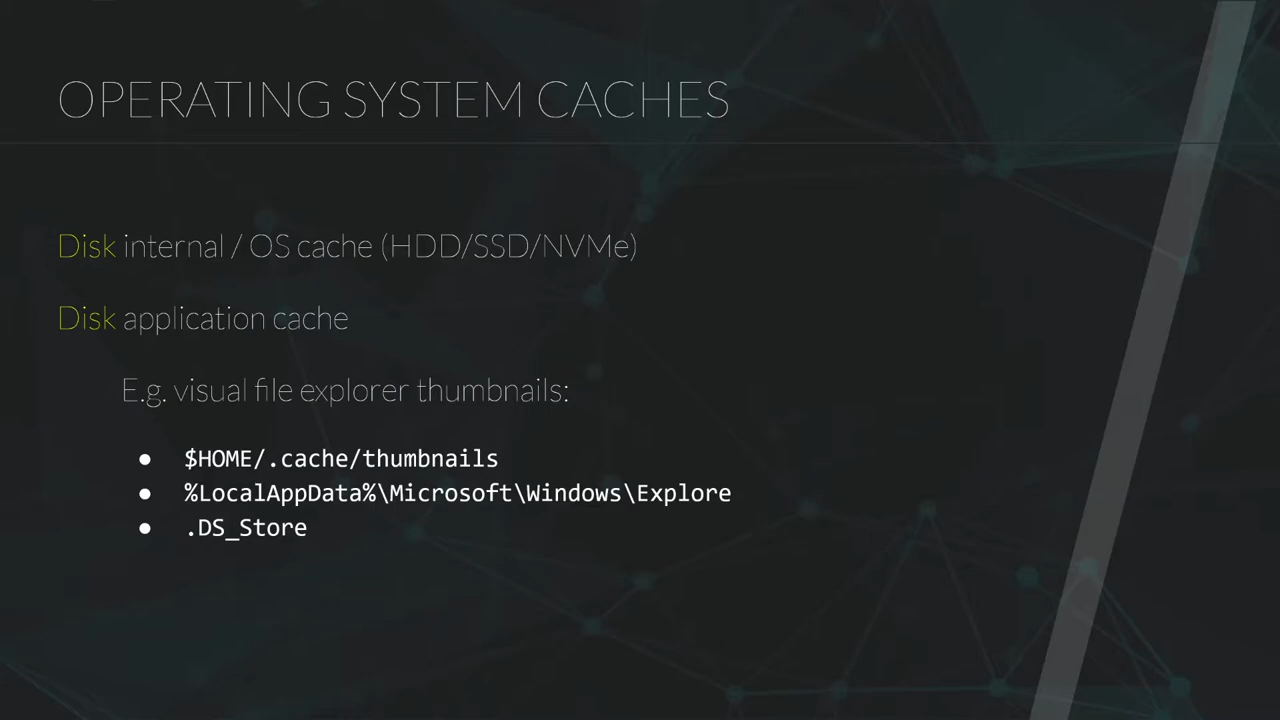 OPERATING SYSTEM CACHES
Disk internal / OS cache (HDD/SSD/NVMe)
Disk application cache
E.g. visual file explorer thumbnails:
● $HOME/.cache/thumbnails
● %LocalAppData%\Microsoft\Windows\Explore
● .DS_Store